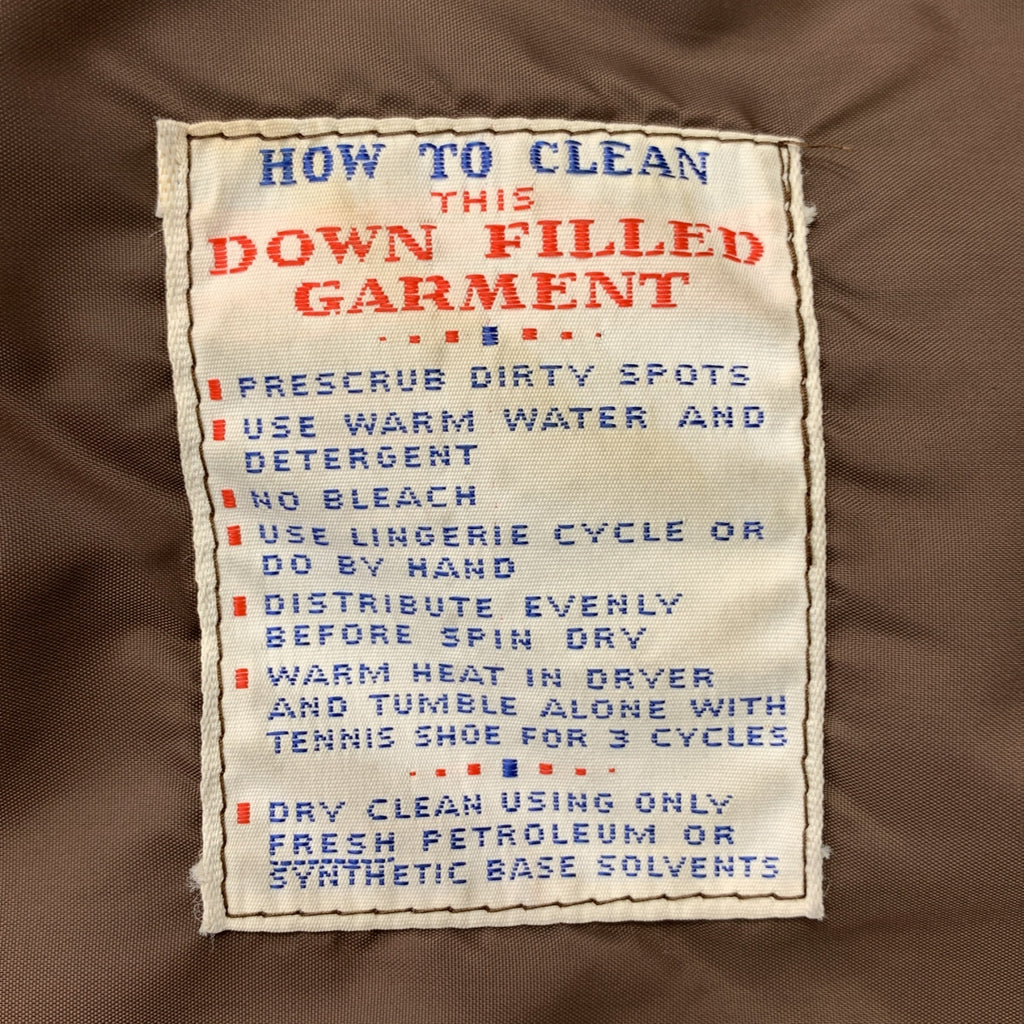 HOW TO CLEAN
THIS
DOWN FILLED
GARMENT
PRESCRUB DIRTY SPOTS
USE WARM WATER AND
DETERGENT
NO BLEACH
USE LINGERIE CYCLE OR
DO BY HAND
DISTRIBUTE EVENLY
BEFORE SPIN DRY
WARM HEAT IN DRYER
AND TUMBLE ALONE WITH
TENNIS SHOE FOR 3 CYCLES
DRY CLEAN USING ONLY
FRESH PETROLEUM OR
SYNTHETIC BASE SOLVENTS